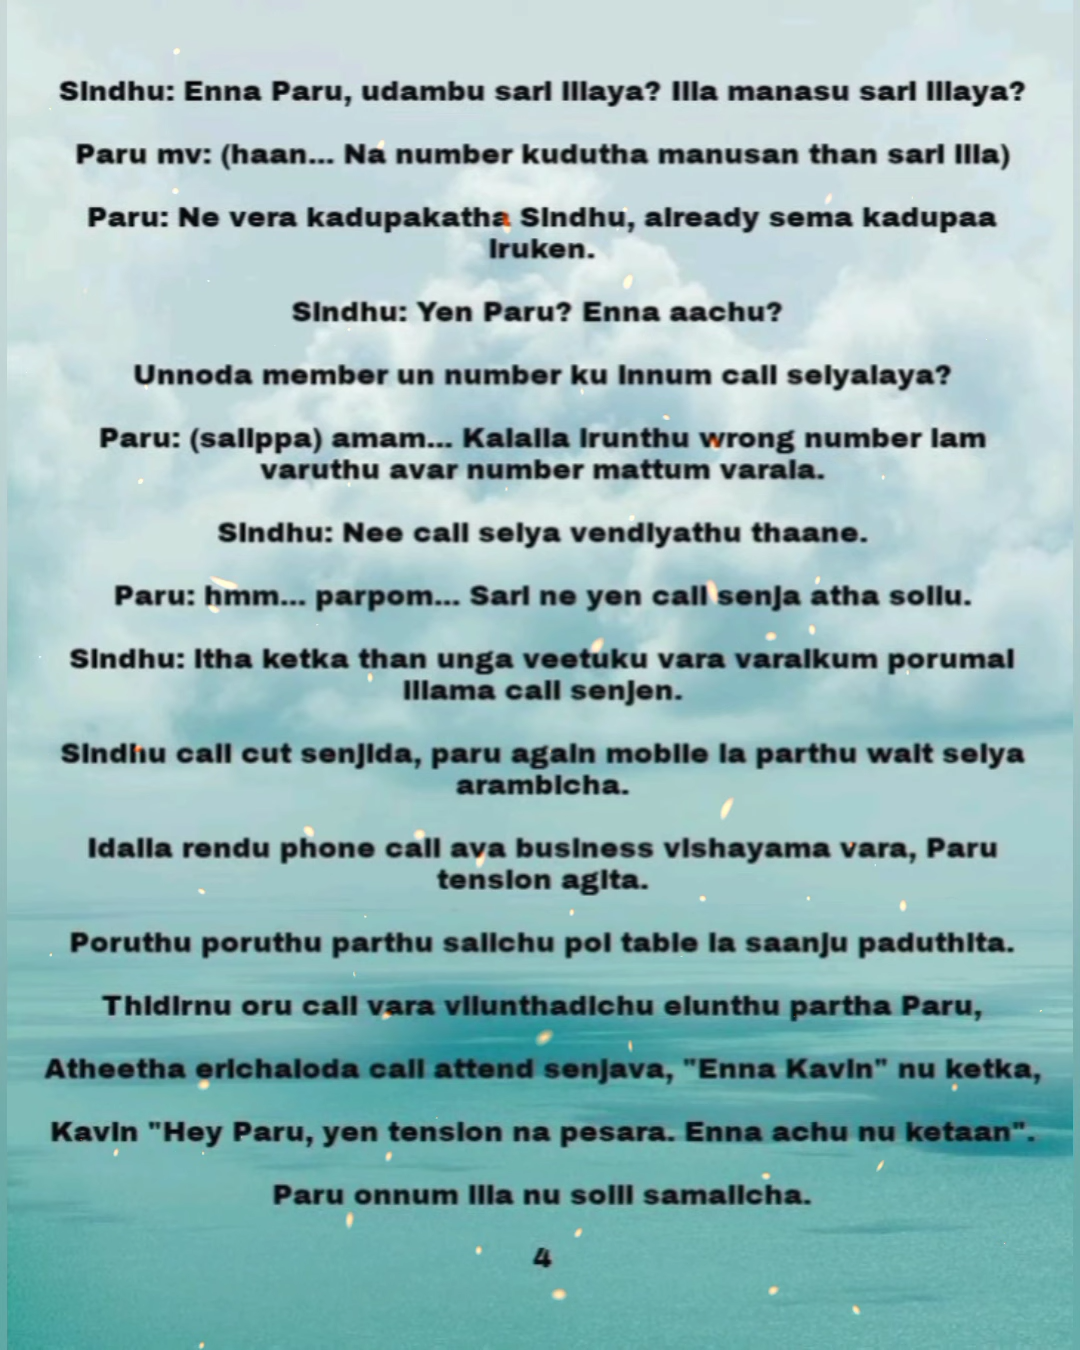 Sindhu: Enna Paru, udambu sari Illaya? Illa manasu sari Illaya?
Paru mv: (haan... Na number kudutha manusan than sari Illa)
Paru: Ne vera kadupakatha Sindhu, already sema kadupaa
Iruken.
Sindhu: Yen Paru? Enna aachu?
Unnoda member un number ku Innum call seiyalaya?
Paru: (salippa) amam... Kalaila Irunthu wrong number lam
varuthu avar number mattum varala.
Sindhu: Nee call seiya vendiyathu thaane.
Paru: hmm... parpom... Sari ne yen call senja atha sollu.
Sindhu: Itha ketka than unga veetuku vara varaikum porumai
Illama call senjen.
Sindhu call cut senjida, paru again mobile la parthu wait seiya
arambicha.
Idaila rendu phone call ava business vishayama vara, Paru
tension agita.
Poruthu poruthu parthu salichu poi table la saanju paduthita.
Thidirnu oru call vara vilunthadichu elunthu partha Paru,
Atheetha erichaloda call attend senjava, "Enna Kavin" nu ketka,
Kavin "Hey Paru, yen tension na pesara. Enna achu nu ketaan".
Paru onnum illa nu solli samalicha.
4